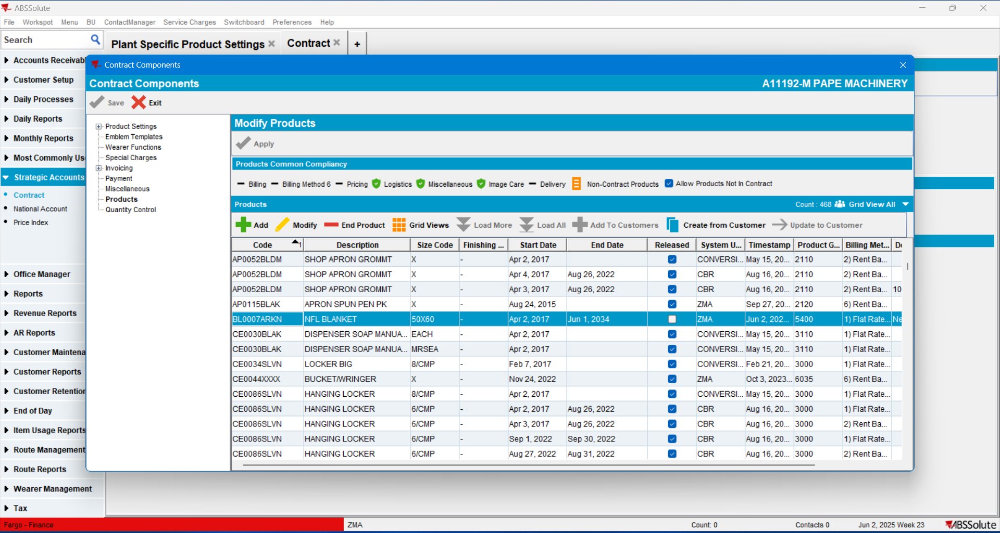 ABSSolute
File Workspot Menu BU ContactManager Service Charges Switchboard Preferences Help
Search
Plant Specific Product Settings
Contract
+
Accounts Receivabl
Customer Setup
Daily Processes
Daily Reports
Monthly Reports
Most Commonly Us
Strategic Accounts
Contract
National Account
Price Index
Office Manager
Reports
Revenue Reports
AR Reports
Customer Maintena
Customer Reports
Customer Retention
End of Day
Item Usage Reports
Route Management
Route Reports
Wearer Management
Tax
Contract Components
Contract Components A11192-M PAPE MACHINERY
Save Exit
Product Settings
Emblem Templates
Wearer Functions
Special Charges
Invoicing
Payment
Miscellaneous
Products
Quantity Control
Modify Products
Apply
Products Common Compliancy
Billing Billing Method 6 Pricing Logistics Miscellaneous Image Care Delivery Non-Contract Products Allow Products Not In Contract
Products Count : 468 Grid View All
Add Modify End Product Grid Views Load More Load All Add To Customers Create from Customer Update to Customer
Code 1 Description Size Code Finishing ... Start Date End Date Released System U... Timestamp Product G... Billing Met... De
AP0052BLDM SHOP APRON GROMMT X - Apr 2, 2017 CONVERSI... May 15, 20... 2110 2) Rent Ba...
AP0052BLDM SHOP APRON GROMMT X - Apr 4, 2017 Aug 26, 2022 CBR Aug 16, 20... 2110 2) Rent Ba...
AP0052BLDM SHOP APRON GROMMT X - Apr 3, 2017 Aug 26, 2022 CBR Aug 16, 20... 2110 2) Rent Ba... 10
AP0115BLAK APRON SPUN PEN PK X - Aug 24, 2015 ZMA Sep 27, 20... 2120 6) Rent Ba...
BL0007ARKN NFL BLANKET 50X60 - Apr 2, 2017 Jun 1, 2034 ZMA Jun 2, 202... 5400 1) Flat Rate... Ne
CE0030BLAK DISPENSER SOAP MANUA... EACH - Apr 2, 2017 CONVERSI... May 15, 20... 3110 1) Flat Rate...
CE0030BLAK DISPENSER SOAP MANUA... MRSEA - Apr 2, 2017 CONVERSI... May 15, 20... 3110 1) Flat Rate...
CE0034SLVN LOCKER BIG 8/CMP - Feb 7, 2017 CONVERSI... Feb 21, 20... 3000 1) Flat Rate...
CE0044XXXX BUCKET/WRINGER X - Nov 24, 2022 ZMA Oct 3, 2023... 6035 6) Rent Ba...
CE0086SLVN HANGING LOCKER 8/CMP - Apr 2, 2017 CONVERSI... May 15, 20... 3000 1) Flat Rate...
CE0086SLVN HANGING LOCKER 6/CMP - Apr 2, 2017 Aug 26, 2022 CBR Aug 16, 20... 3000 1) Flat Rate...
CE0086SLVN HANGING LOCKER 6/CMP - Apr 3, 2017 Aug 26, 2022 CBR Aug 16, 20... 3000 2) Rent Ba...
CE0086SLVN HANGING LOCKER 6/CMP - Sep 1, 2022 Sep 30, 2022 CBR Aug 16, 20... 3000 1) Flat Rate...
CE0086SLVN HANGING LOCKER 6/CMP - Aug 27, 2022 Aug 31, 2022 CBR Aug 16, 20... 3000 2) Rent Ba...
Fargo - Finance ZMA Count: 0 Contacts 0 Jun 2, 2025 Week 23 ABSSolute